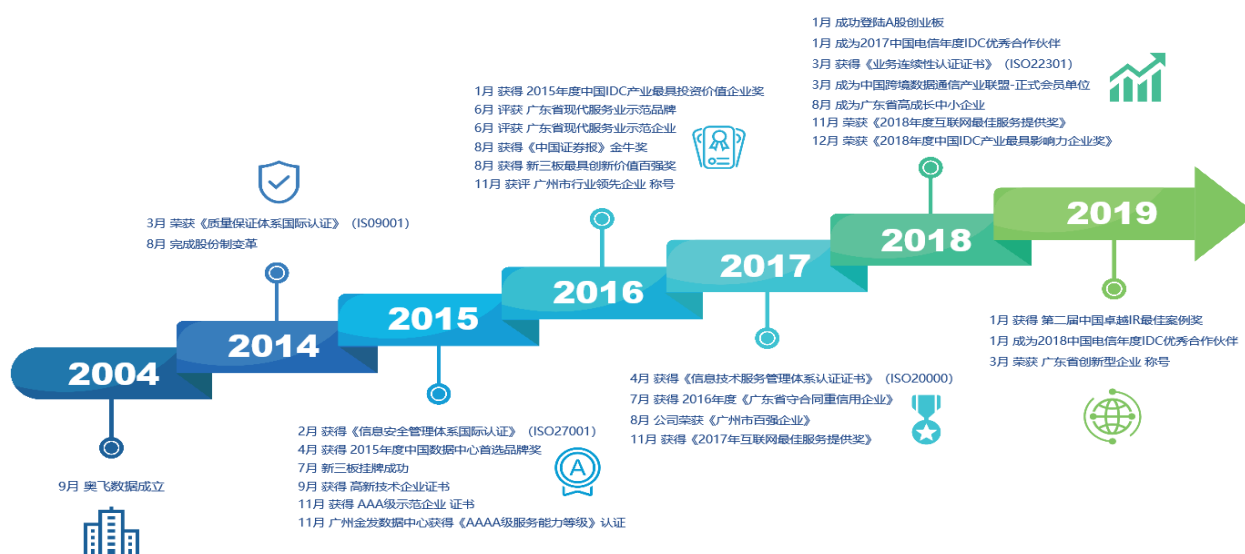 2004
9月 奥飞数据成立
2014
3月 荣获《质量保证体系国际认证》（IS09001）
8月 完成股份制变革
2015
2月 获得《信息安全管理体系国际认证》（ISO27001）
4月 获得 2015年度中国数据中心首选品牌奖
7月 新三板挂牌成功
9月 获得 高新技术企业证书
11月 获得 AAA级示范企业 证书
11月 广州金发数据中心获得《AAAA级服务能力等级》认证
A
2016
1月 获得 2015年度中国IDC产业最具投资价值企业奖
6月 评获 广东省现代服务业示范品牌
6月 评获 广东省现代服务业示范企业
8月 获得《中国证券报》金牛奖
8月 获得 新三板最具创新价值百强奖
11月 获评 广州市行业领先企业 称号
2017
4月 获得《信息技术服务管理体系认证证书》（ISO20000）
7月 获得 2016年度《广东省守合同重信用企业》
8月 公司荣获《广州市百强企业》
11月 获得《2017年互联网最佳服务提供奖》
2018
1月 成功登陆A股创业板
1月 成为2017中国电信年度IDC优秀合作伙伴
3月 获得《业务连续性认证证书》（ISO22301）
3月 成为中国跨境数据通信产业联盟-正式会员单位
8月 成为广东省高成长中小企业
11月 荣获《2018年度互联网最佳服务提供奖》
12月 荣获《2018年度中国IDC产业最具影响力企业奖》
2019
1月 获得 第二届中国卓越IR最佳案例奖
1月 成为2018中国电信年度IDC优秀合作伙伴
3月 荣获 广东省创新型企业 称号